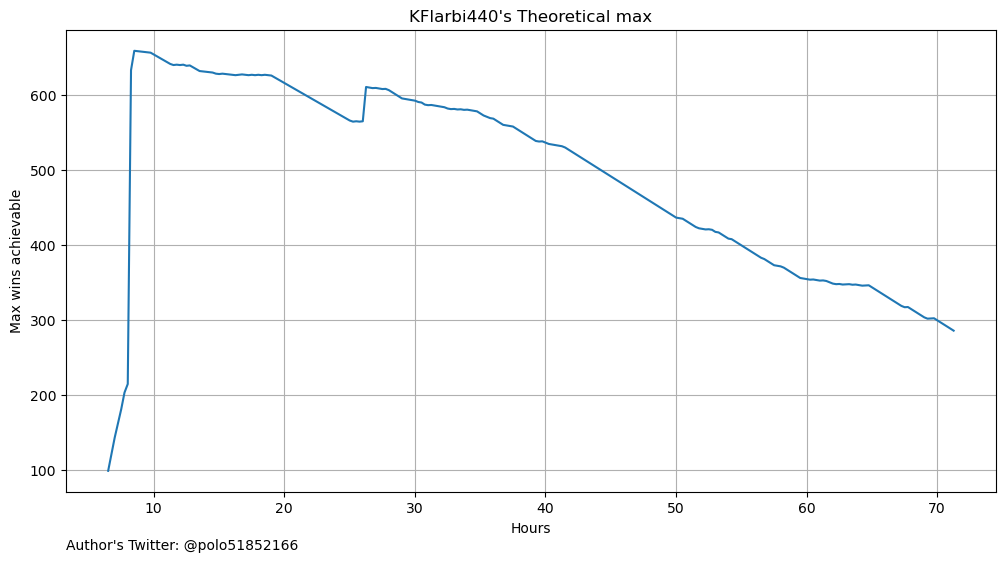 KFlarbi440's Theoretical max
Max wins achievable
600
500
400
300
200
100
10 20 30 40 50 60 70
Hours
Author's Twitter: @polo51852166